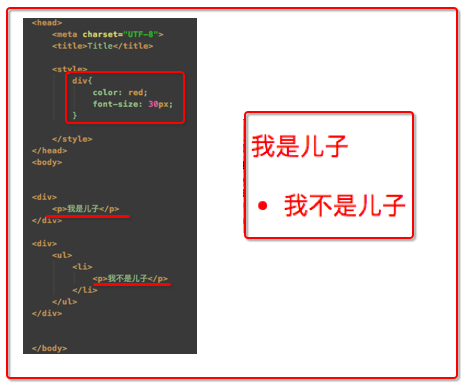 <head>
<meta charset="UTF-8">
<title>Title</title>
<style>
div{
color: red;
font-size: 30px;
}
</style>
</head>
<body>
<div>
<p>我是儿子</p>
</div>
<div>
<ul>
<li>
<p>我不是儿子</p>
</li>
</ul>
</div>
</body>
我是儿子
• 我不是儿子